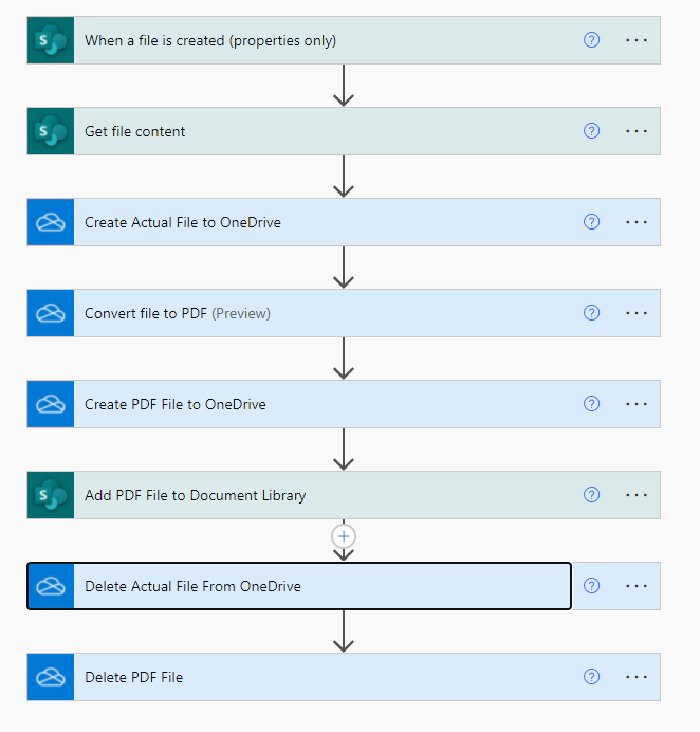 When a file is created (properties only)
Get file content
Create Actual File to OneDrive
Convert file to PDF (Preview)
Create PDF File to OneDrive
Add PDF File to Document Library
Delete Actual File From OneDrive
Delete PDF File